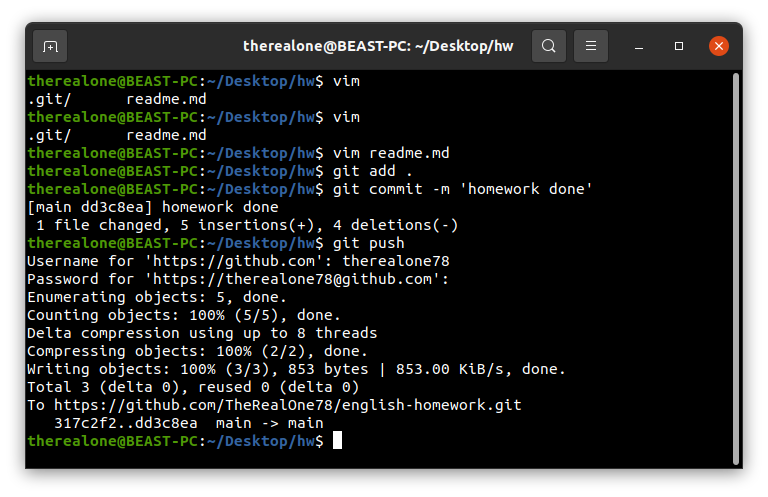 therealone@BEAST-PC: ~/Desktop/hw
therealone@BEAST-PC:~/Desktop/hw$ vim
.git/      readme.md
therealone@BEAST-PC:~/Desktop/hw$ vim
.git/      readme.md
therealone@BEAST-PC:~/Desktop/hw$ vim readme.md
therealone@BEAST-PC:~/Desktop/hw$ git add .
therealone@BEAST-PC:~/Desktop/hw$ git commit -m 'homework done'
[main dd3c8ea] homework done
 1 file changed, 5 insertions(+), 4 deletions(-)
therealone@BEAST-PC:~/Desktop/hw$ git push
Username for 'https://github.com': therealone78
Password for 'https://therealone78@github.com':
Enumerating objects: 5, done.
Counting objects: 100% (5/5), done.
Delta compression using up to 8 threads
Compressing objects: 100% (2/2), done.
Writing objects: 100% (3/3), 853 bytes | 853.00 KiB/s, done.
Total 3 (delta 0), reused 0 (delta 0)
To https://github.com/TheRealOne78/english-homework.git
   317c2f2..dd3c8ea  main -> main
therealone@BEAST-PC:~/Desktop/hw$